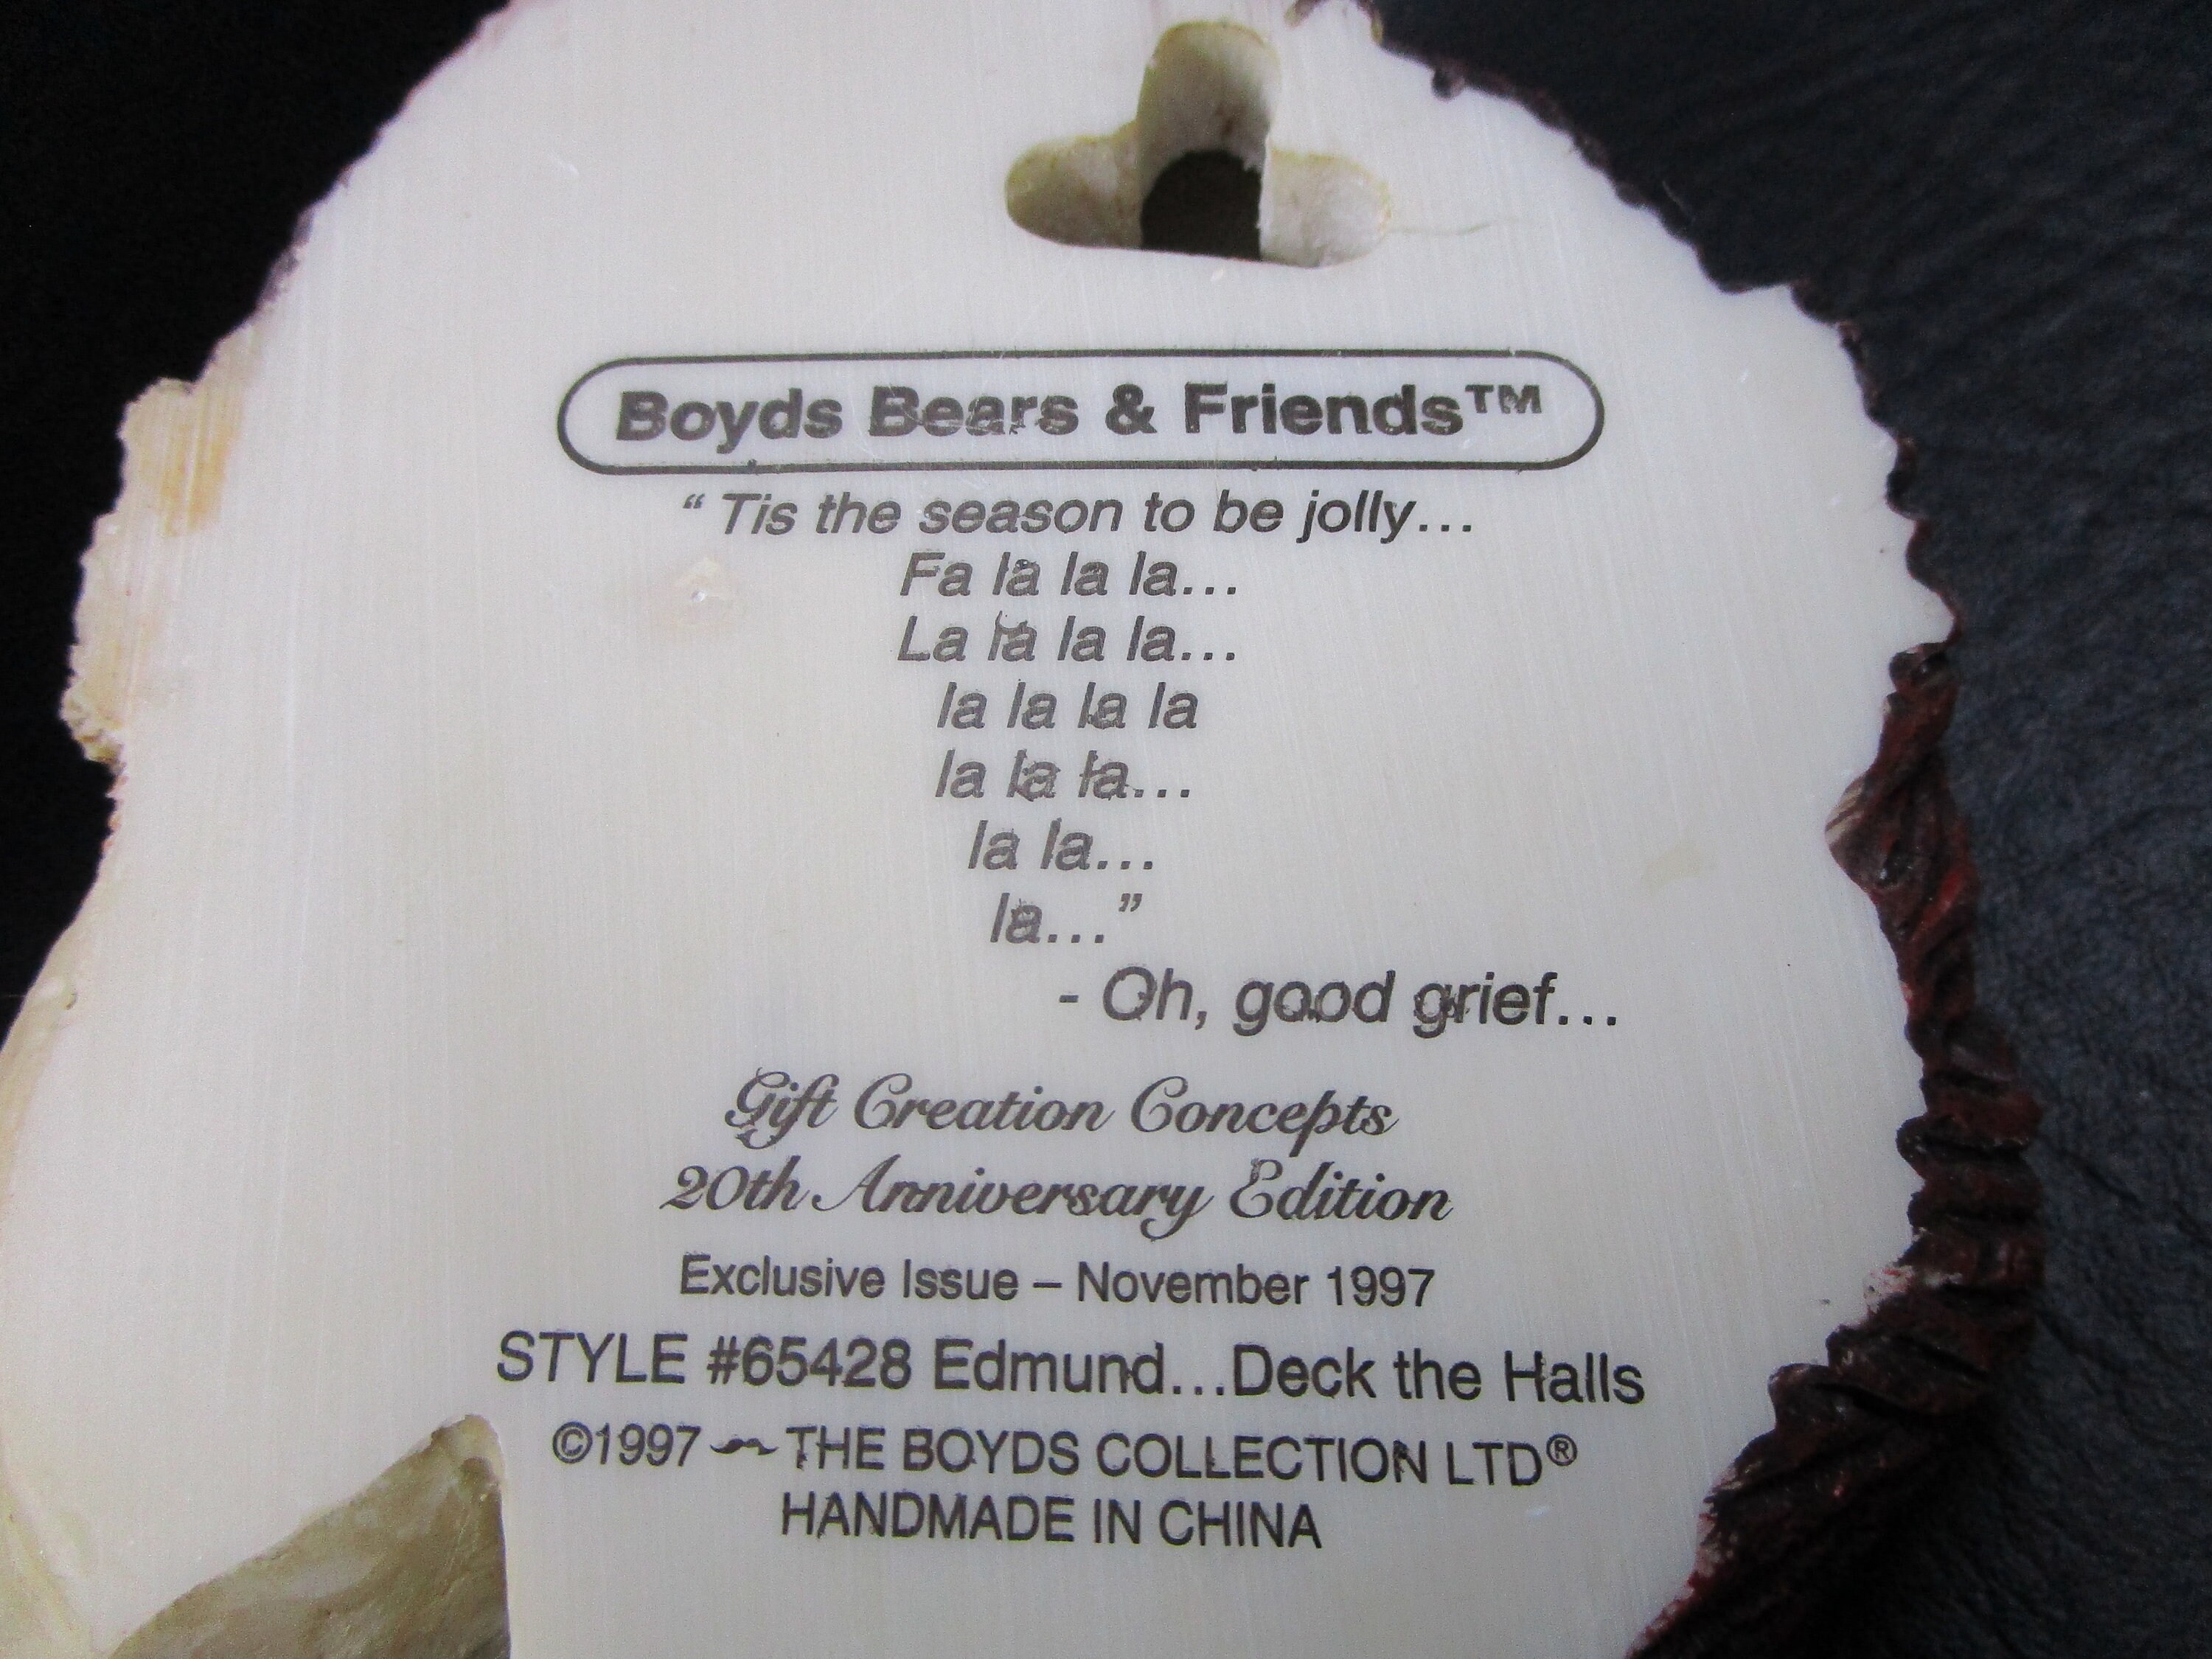 Boyds Bears & Friends™
“ Tis the season to be jolly...
Fa la la la...
La la la la...
la la la la
la la la...
la la...
la...”
- Oh, good grief...
Gift Creation Concepts
20th Anniversary Edition
Exclusive Issue – November 1997
STYLE #65428 Edmund...Deck the Halls
©1997 ~ THE BOYDS COLLECTION LTD®
HANDMADE IN CHINA